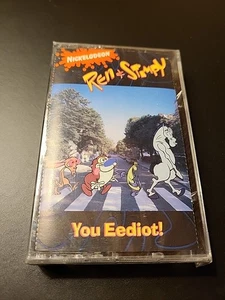 NICKELODEON
Ren + Stimpy
You Eediot!